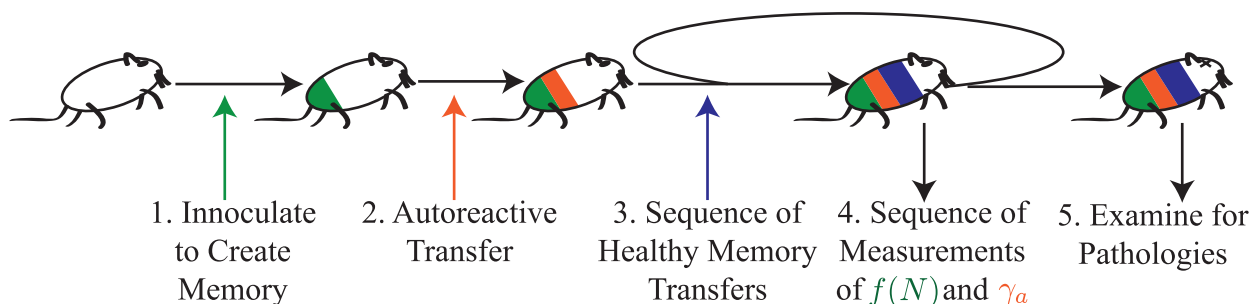 1. Innoculate
to Create
Memory
2. Autoreactive
Transfer
3. Sequence of
Healthy Memory
Transfers
4. Sequence of
Measurements
of f(N) and γₐ
5. Examine for
Pathologies